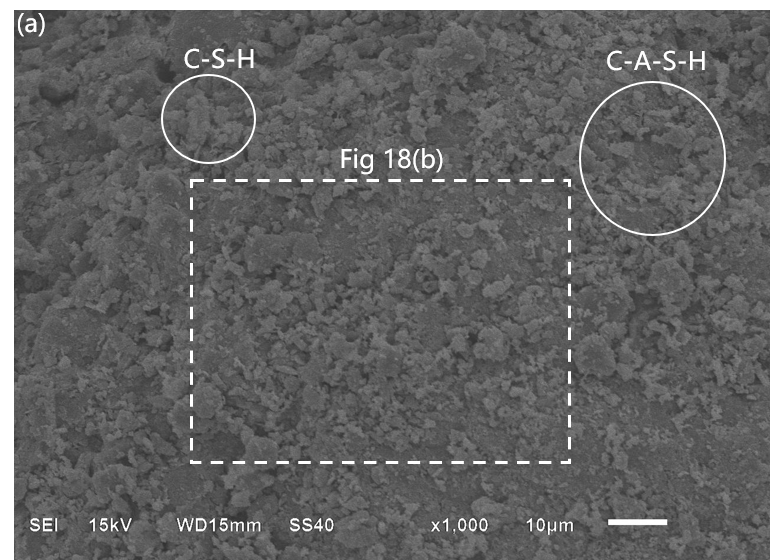 (a)
C-S-H
C-A-S-H
Fig 18(b)
SEI 15kV WD15mm SS40 x1,000 10μm